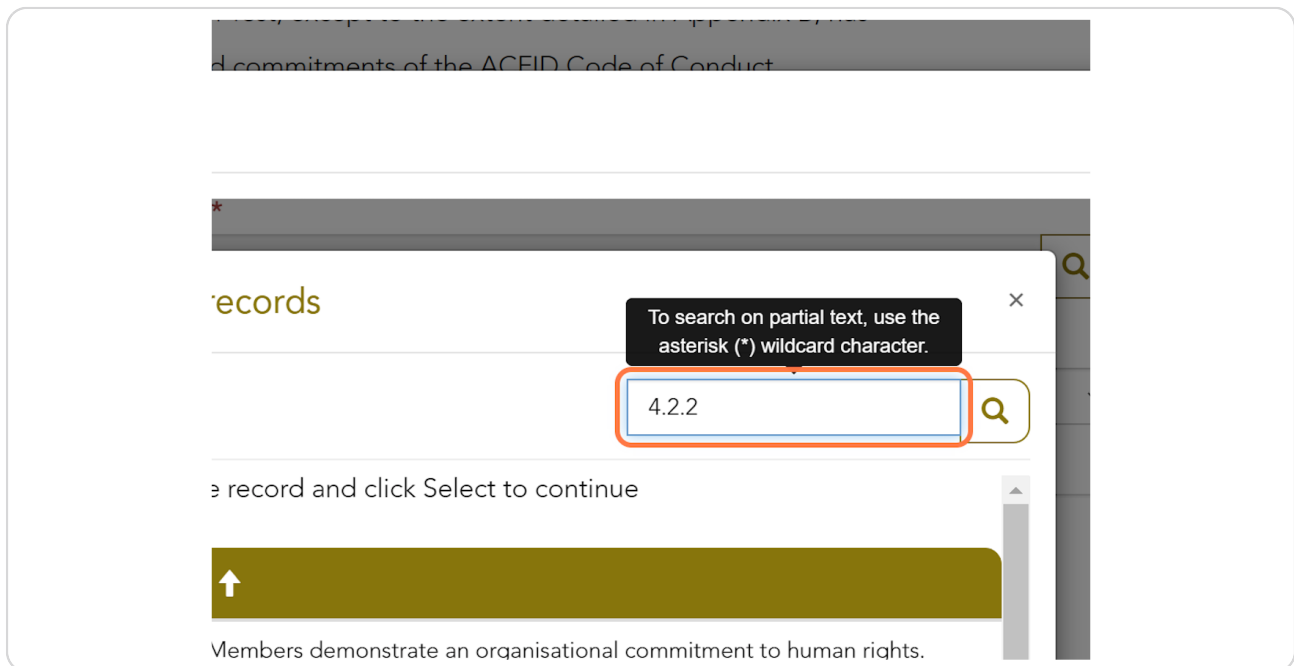 d commitments of the ACFID Code of Conduct
*
records
×
To search on partial text, use the
asterisk (*) wildcard character.
4.2.2
e record and click Select to continue
Members demonstrate an organisational commitment to human rights.